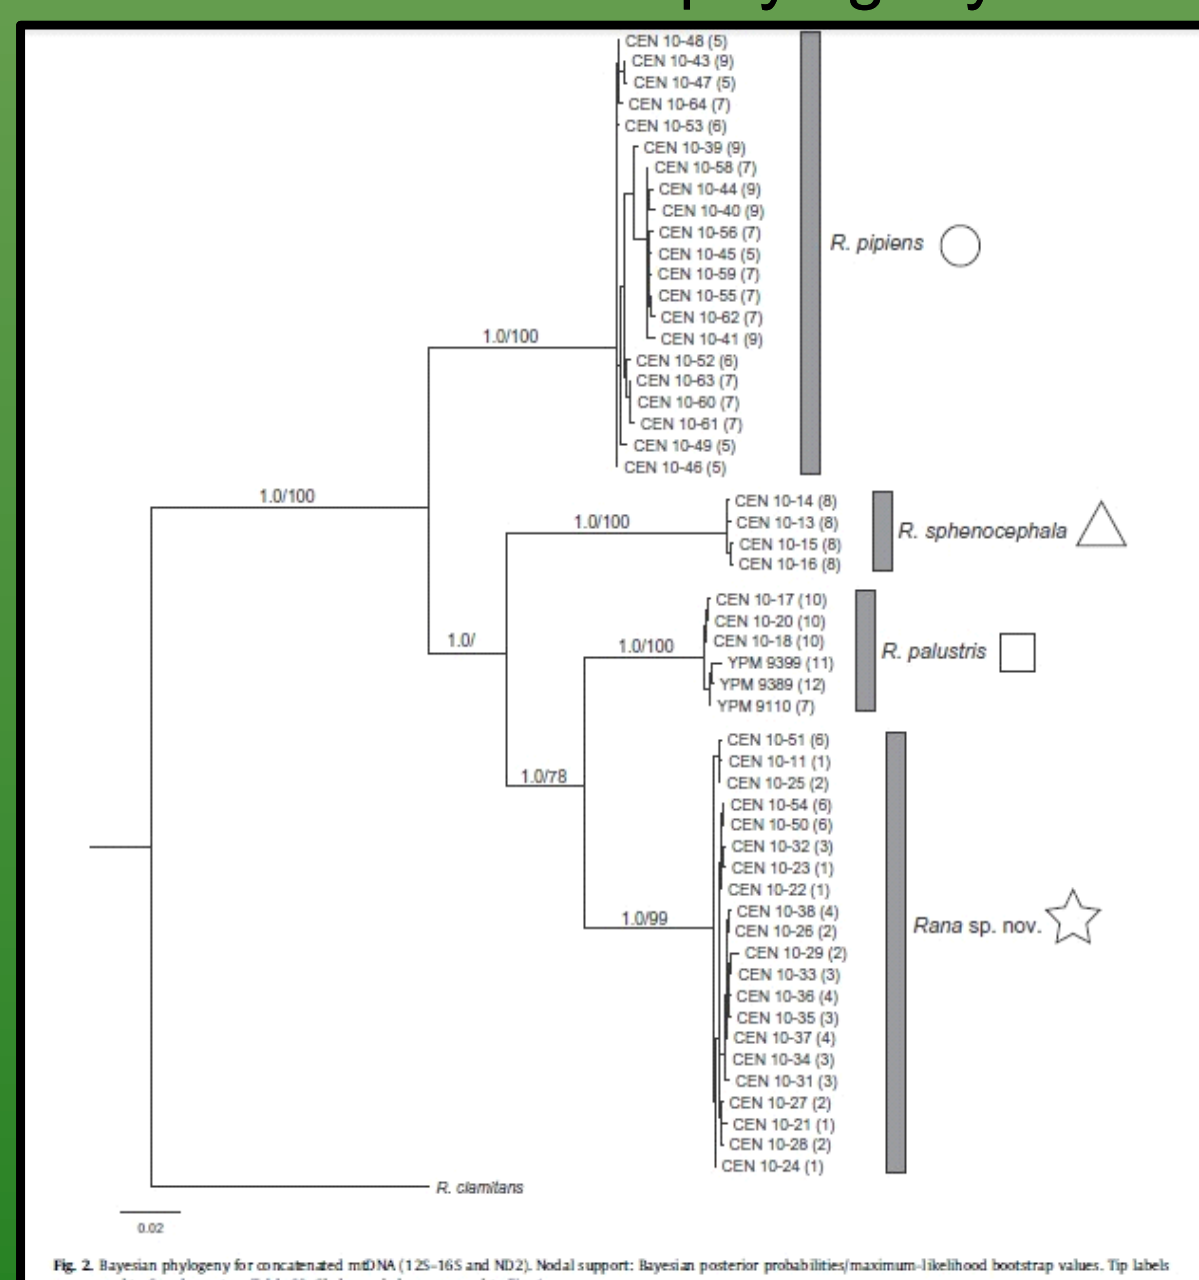 CEN 10-48 (5)
CEN 10-43 (9)
CEN 10-47 (5)
CEN 10-64 (7)
CEN 10-53 (6)
CEN 10-39 (9)
CEN 10-58 (7)
CEN 10-44 (9)
CEN 10-40 (9)
CEN 10-56 (7)
R. pipiens
CEN 10-45 (5)
CEN 10-59 (7)
CEN 10-55 (7)
CEN 10-62 (7)
1.0/100
CEN 10-41 (9)
CEN 10-52 (6)
CEN 10-63 (7)
CEN 10-60 (7)
CEN 10-61 (7)
CEN 10-49 (5)
CEN 10-46 (5)
1.0/100
CEN 10-14 (8)
1.0/100
CEN 10-13 (8)
R. sphenocephala
CEN 10-15 (8)
CEN 10-16 (8)
CEN 10-17 (10)
CEN 10-20 (10)
1.0/
1.0/100
CEN 10-18 (10)
R. palustris
YPM 9399 (11)
YPM 9389 (12)
YPM 9110 (7)
CEN 10-51 (6)
CEN 10-11 (1)
1.0/78
CEN 10-25 (2)
CEN 10-54 (6)
CEN 10-50 (6)
CEN 10-32 (3)
CEN 10-23 (1)
CEN 10-22 (1)
1.0/99
CEN 10-38 (4)
Rana sp. nov.
CEN 10-26 (2)
CEN 10-29 (2)
CEN 10-33 (3)
CEN 10-36 (4)
CEN 10-35 (3)
CEN 10-37 (4)
CEN 10-34 (3)
CEN 10-31 (3)
CEN 10-27 (2)
CEN 10-21 (1)
CEN 10-28 (2)
CEN 10-24 (1)
R. clamitans
0.02
Fig. 2. Bayesian phylogeny for concatenated mtDNA (12S–16S and ND2). Nodal support: Bayesian posterior probabilities/maximum-likelihood bootstrap values. Tip labels